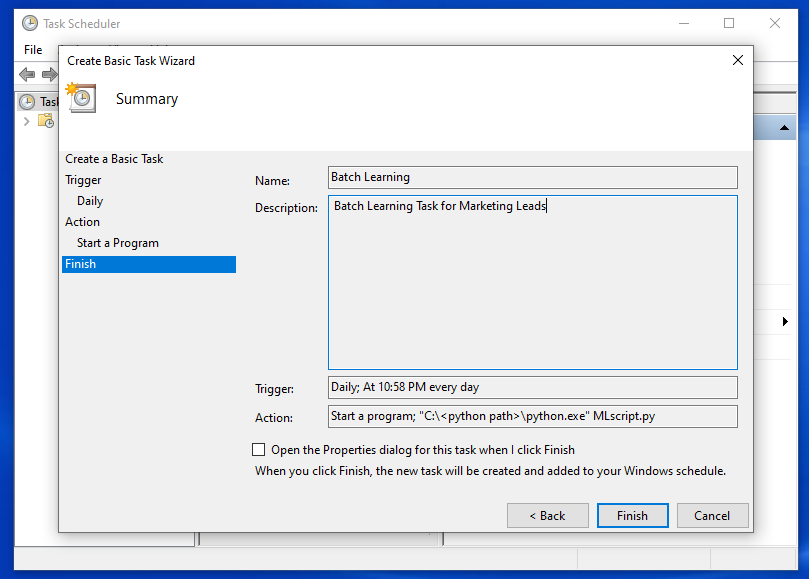 Task Scheduler
File
Create Basic Task Wizard
Summary
Create a Basic Task
Trigger
Daily
Action
Start a Program
Finish
Name:
Batch Learning
Description:
Batch Learning Task for Marketing Leads
Trigger:
Daily; At 10:58 PM every day
Action:
Start a program; "C:\<python path>\python.exe" MLscript.py
Open the Properties dialog for this task when I click Finish
When you click Finish, the new task will be created and added to your Windows schedule.
< Back
Finish
Cancel